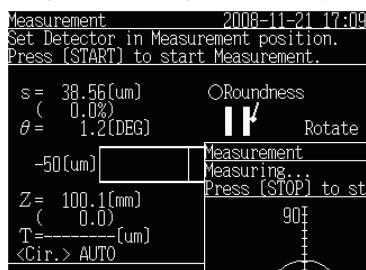 Measurement 2008-11-21 17:09
Set Detector in Measurement position.
Press [START] to start Measurement.
s= 38.56[um]
( 0.0%)
θ= 1.2[DEG]
○Roundness
Rotate
-50[um]
Z= 100.1[mm]
( 0.0)
T=--------[um]
<Cir.> AUTO
Measurement
Measuring...
Press [STOP] to st
90